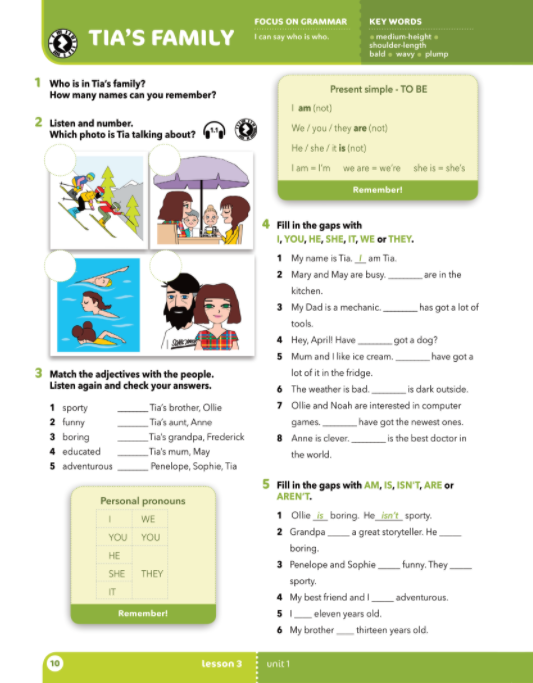 TIA'S FAMILY
FOCUS ON GRAMMAR
I can say who is who.
KEY WORDS
medium-height
shoulder-length
bald wavy plump
1 Who is in Tia's family?
How many names can you remember?
2 Listen and number.
Which photo is Tia talking about?
1.1
3 Match the adjectives with the people.
Listen again and check your answers.
1 sporty ______ Tia's brother, Ollie
2 funny ______ Tia's aunt, Anne
3 boring ______ Tia's grandpa, Frederick
4 educated ______ Tia's mum, May
5 adventurous ______ Penelope, Sophie, Tia
Personal pronouns
I WE
YOU YOU
HE
SHE THEY
IT
Remember!
Present simple - TO BE
I am (not)
We / you / they are (not)
He / she / it is (not)
I am = I'm we are = we're she is = she's
Remember!
4 Fill in the gaps with
I, YOU, HE, SHE, IT, WE or THEY.
1 My name is Tia. I am Tia.
2 Mary and May are busy. _______ are in the
kitchen.
3 My Dad is a mechanic. _______ has got a lot of
tools.
4 Hey, April! Have _______ got a dog?
5 Mum and I like ice cream. _______ have got a
lot of it in the fridge.
6 The weather is bad. _______ is dark outside.
7 Ollie and Noah are interested in computer
games. _______ have got the newest ones.
8 Anne is clever. _______ is the best doctor in
the world.
5 Fill in the gaps with AM, IS, ISN'T, ARE or
AREN'T.
1 Ollie is boring. He isn't sporty.
2 Grandpa ____ a great storyteller. He ____
boring.
3 Penelope and Sophie ____ funny. They ____
sporty.
4 My best friend and I ____ adventurous.
5 I ____ eleven years old.
6 My brother ____ thirteen years old.
10
lesson 3
unit 1